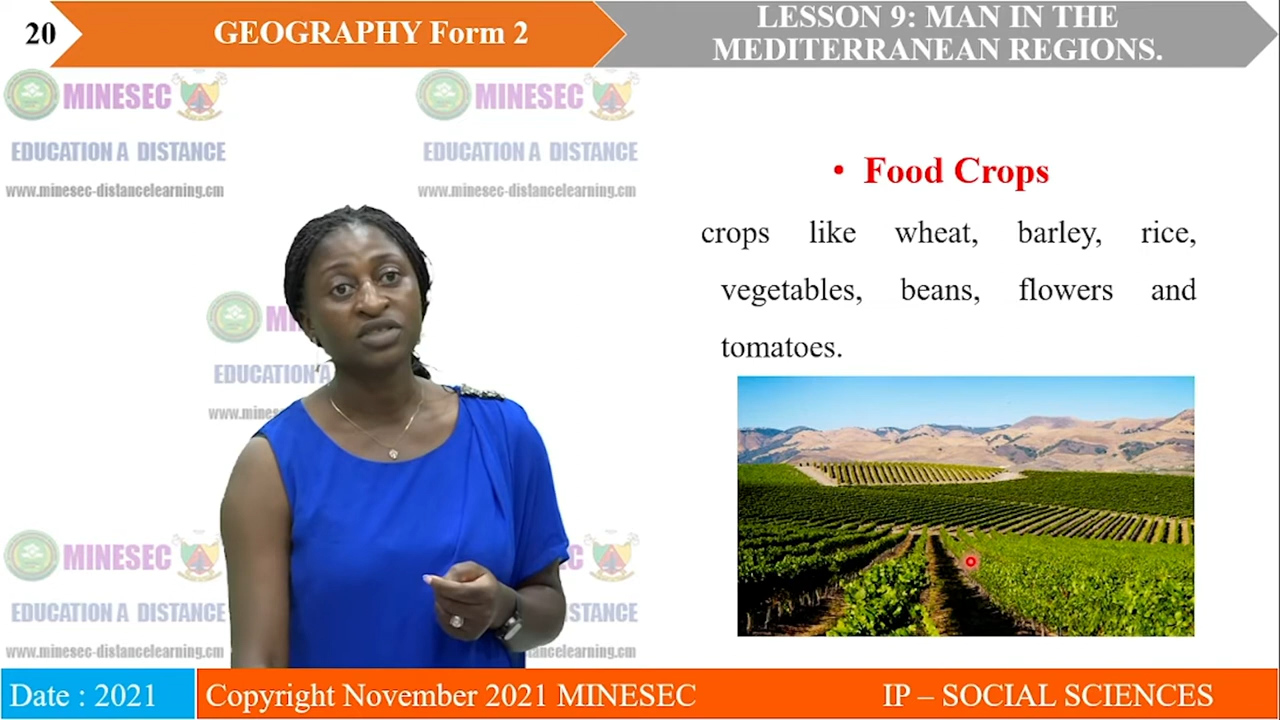 20
GEOGRAPHY Form 2
LESSON 9: MAN IN THE
MEDITERRANEAN REGIONS.
MINESEC
EDUCATION A DISTANCE
www.minesec-distancelearning.cm
MINESEC
EDUCATION A DISTANCE
www.minesec-distancelearning.cm
• Food Crops
crops like wheat, barley, rice,
vegetables, beans, flowers and
tomatoes.
EDUCATION A
MINESEC
EDUCATION A DISTANCE
www.minesec-distancelearning.cm
Date : 2021
Copyright November 2021 MINESEC
IP – SOCIAL SCIENCES